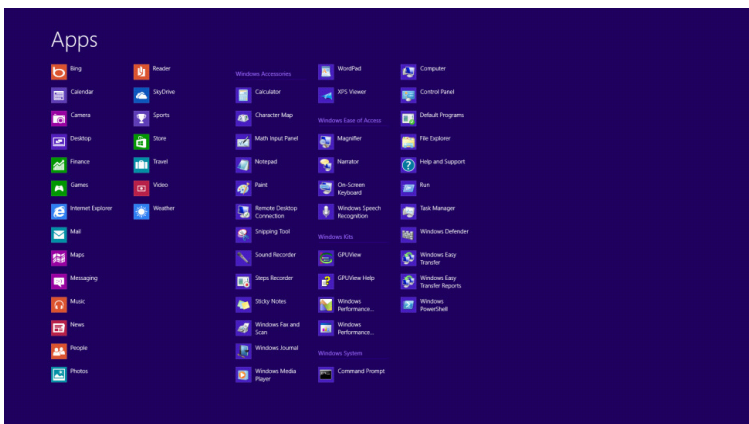 Apps
Bing
Calendar
Camera
Desktop
Finance
Games
Internet Explorer
Mail
Maps
Messaging
Music
News
People
Photos
Reader
SkyDrive
Sports
Store
Travel
Video
Weather
Windows Accessories
Calculator
Character Map
Math Input Panel
Notepad
Paint
Remote Desktop
Connection
Snipping Tool
Sound Recorder
Steps Recorder
Sticky Notes
Windows Fax and
Scan
Windows Journal
Windows Media
Player
WordPad
XPS Viewer
Windows Ease of Access
Magnifier
Narrator
On-Screen
Keyboard
Windows Speech
Recognition
Windows Kits
GPUView
GPUView Help
Windows
Performance...
Windows
Performance...
Windows System
Command Prompt
Computer
Control Panel
Default Programs
File Explorer
Help and Support
Run
Task Manager
Windows Defender
Windows Easy
Transfer
Windows Easy
Transfer Reports
Windows
PowerShell